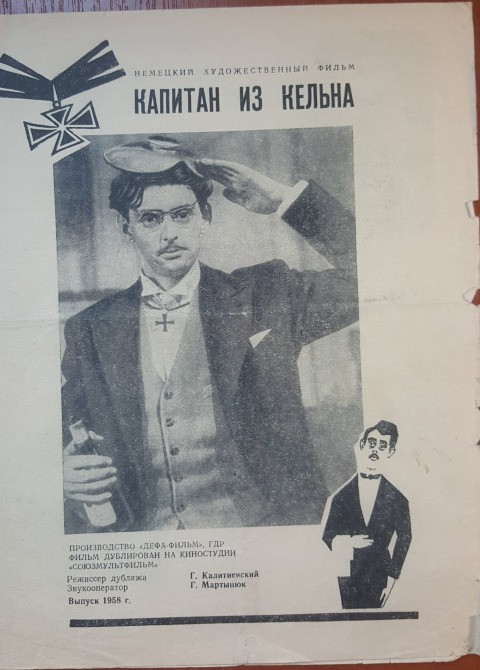 НЕМЕЦКИЙ ХУДОЖЕСТВЕННЫЙ ФИЛЬМ
КАПИТАН ИЗ КЕЛЬНА
ПРОИЗВОДСТВО «ДЕФА-ФИЛЬМ», ГДР
ФИЛЬМ ДУБЛИРОВАН НА КИНОСТУДИИ
«СОЮЗМУЛТФИЛЬМ»
Режиссер дубляжа Г. Калитиевский
Звукооператор Г. Мартынюк
Выпуск 1958 г.